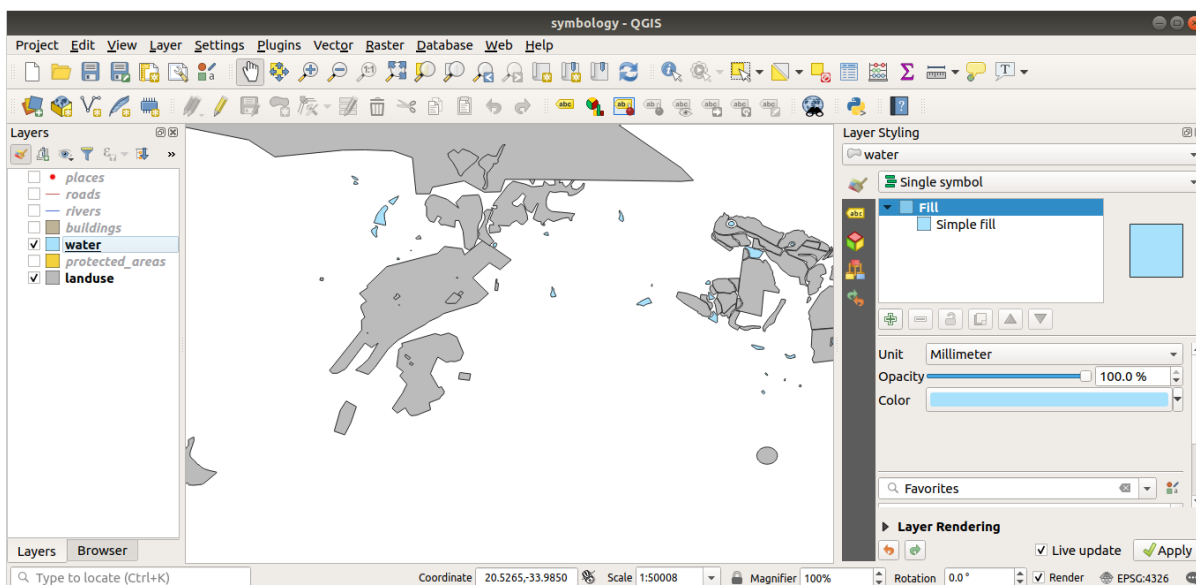 symbology - QGIS
Project Edit View Layer Settings Plugins Vector Raster Database Web Help
Layers
places
roads
rivers
buildings
water
protected_areas
landuse
Layers Browser
Type to locate (Ctrl+K)
Coordinate 20.5265,-33.9850 Scale 1:50008 Magnifier 100% Rotation 0.0° Render EPSG:4326
Layer Styling
water
Single symbol
Fill
Simple fill
Unit Millimeter
Opacity 100.0 %
Color
Favorites
Layer Rendering
Live update Apply